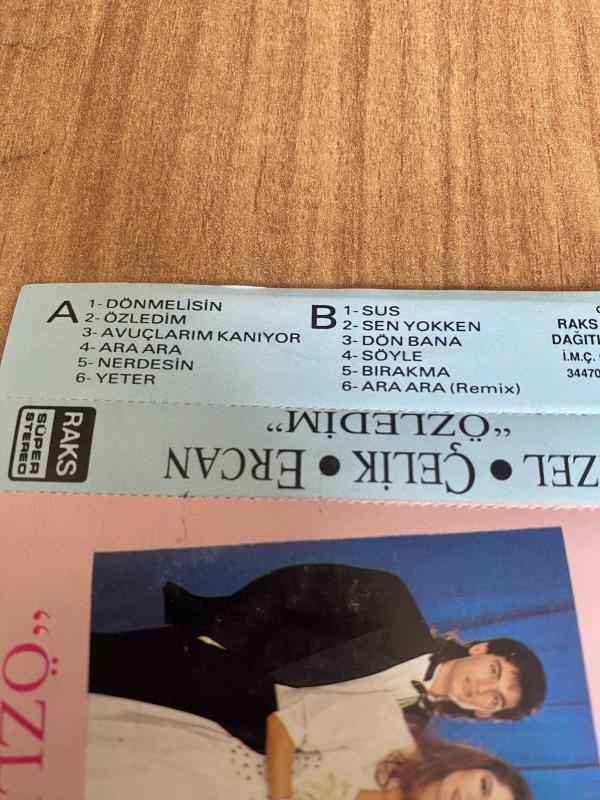 A
1- DÖNMELİSİN
2- ÖZLEDİM
3- AVUÇLARIM KANIYOR
4- ARA ARA
5- NERDESİN
6- YETER
B
1- SUS
2- SEN YOKKEN
3- DÖN BANA
4- SÖYLE
5- BIRAKMA
6- ARA ARA (Remix)
RAKS
DAĞITI
İ.M.Ç.
34470
ZEL • ÇELİK • ERCAN
“ÖZLEDİM”
RAKS
SÜPER
STEREO
“ÖZL